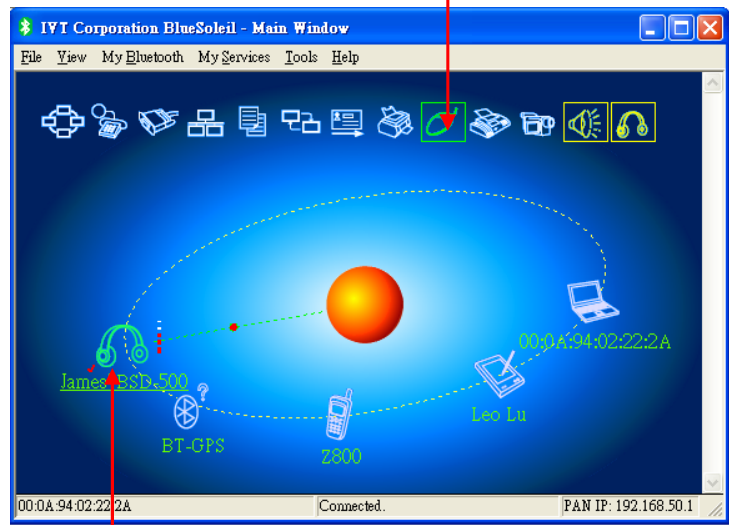 IVT Corporation BlueSoleil - Main Window
File View My Bluetooth My Services Tools Help
00:0A:94:02:22:2A
James BSD-500
Leo Lu
BT-GPS
Z800
?
00:0A:94:02:22:2A Connected. PAN IP: 192.168.50.1